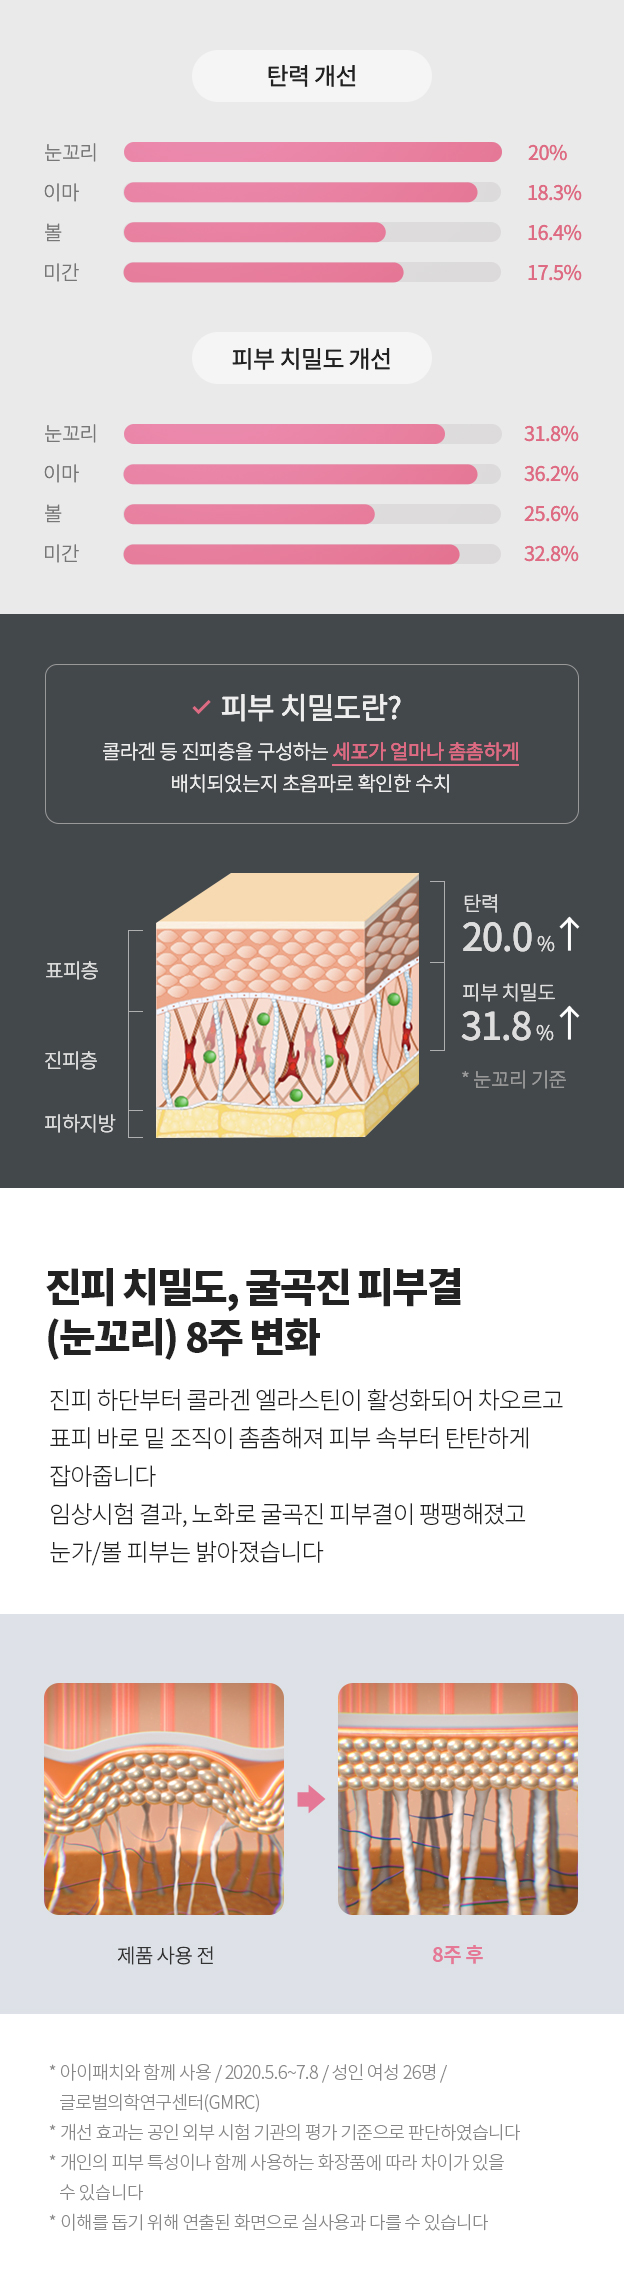 탄력 개선
눈꼬리 20%
이마 18.3%
볼 16.4%
미간 17.5%
피부 치밀도 개선
눈꼬리 31.8%
이마 36.2%
볼 25.6%
미간 32.8%
피부 치밀도란?
콜라겐 등 진피층을 구성하는 세포가 얼마나 촘촘하게
배치되었는지 초음파로 확인한 수치
표피층
진피층
피하지방
탄력
20.0 % ↑
피부 치밀도
31.8 % ↑
* 눈꼬리 기준
진피 치밀도, 굴곡진 피부결
(눈꼬리) 8주 변화
진피 하단부터 콜라겐 엘라스틴이 활성화되어 차오르고
표피 바로 밑 조직이 촘촘해져 피부 속부터 탄탄하게
잡아줍니다
임상시험 결과, 노화로 굴곡진 피부결이 팽팽해졌고
눈가/볼 피부는 밝아졌습니다
제품 사용 전
8주 후
* 아이패치와 함께 사용 / 2020.5.6~7.8 / 성인 여성 26명 /
글로벌의학연구센터(GMRC)
* 개선 효과는 공인 외부 시험 기관의 평가 기준으로 판단하였습니다
* 개인의 피부 특성이나 함께 사용하는 화장품에 따라 차이가 있을
수 있습니다
* 이해를 돕기 위해 연출된 화면으로 실사용과 다를 수 있습니다